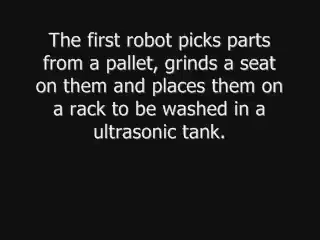 The first robot picks parts
from a pallet, grinds a seat
on them and places them on
a rack to be washed in a
ultrasonic tank.